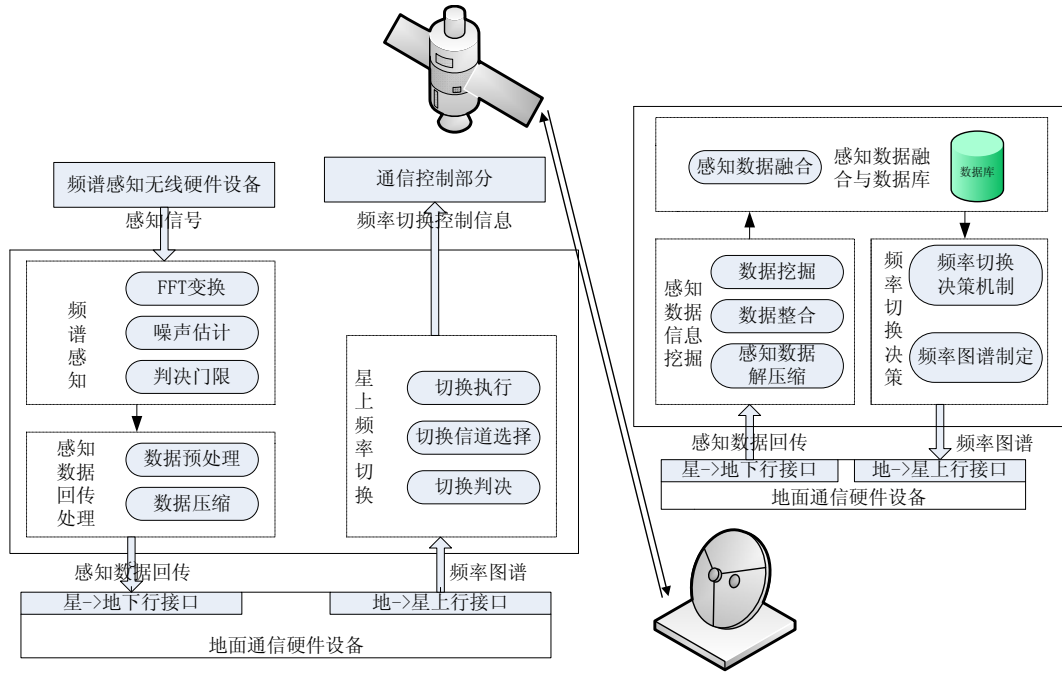 频谱感知无线硬件设备
感知信号
频谱感知
FFT变换
噪声估计
判决门限
感知数据回传处理
数据预处理
数据压缩
感知数据回传
星->地下行接口
地面通信硬件设备
通信控制部分
频率切换控制信息
星上频率切换
切换执行
切换信道选择
切换判决
频率图谱
地->星上行接口
感知数据融合
感知数据融
合与数据库
数据库
感知
数据
信息
挖掘
数据挖掘
数据整合
感知数据
解压缩
频率切换决策
频率切换
决策机制
频率图谱制定
感知数据回传
频率图谱
星->地下行接口
地->星上行接口
地面通信硬件设备